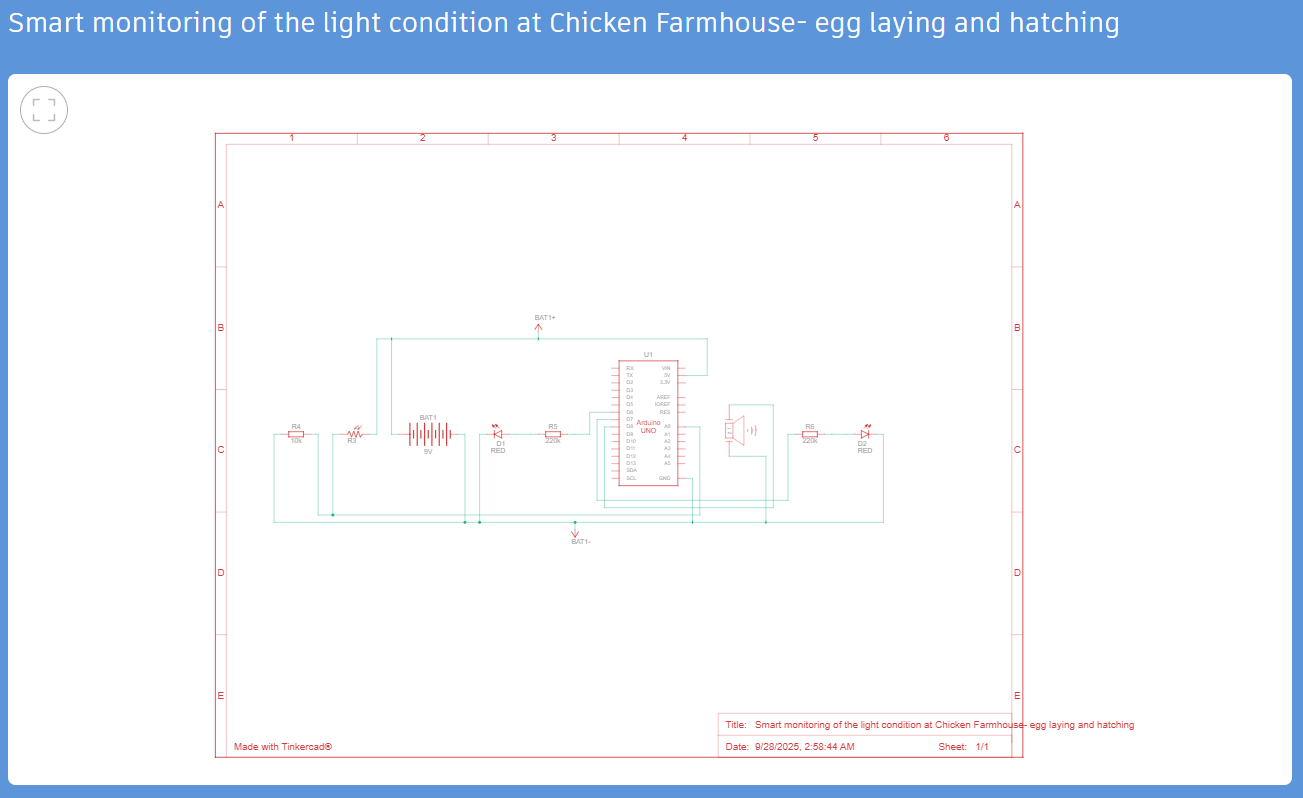 Smart monitoring of the light condition at Chicken Farmhouse- egg laying and hatching
1 2 3 4 5 6
A A
B B
C C
D D
E E
BAT1+
U1
RX
TX
D2
D3
D4
D5
D6
D7
D8
D9
D10
D11
D12
D13
SDA
SCL
VIN
5V
3.3V
AREF
IOREF
RES
A0
A1
A2
A3
A4
A5
GND
Arduino
UNO
R4
10k
R3
BAT1
9V
D1
RED
R5
220k
R6
220k
D2
RED
BAT1-
Title: Smart monitoring of the light condition at Chicken Farmhouse- egg laying and hatching
Made with Tinkercad®
Date: 9/28/2025, 2:58:44 AM Sheet: 1/1